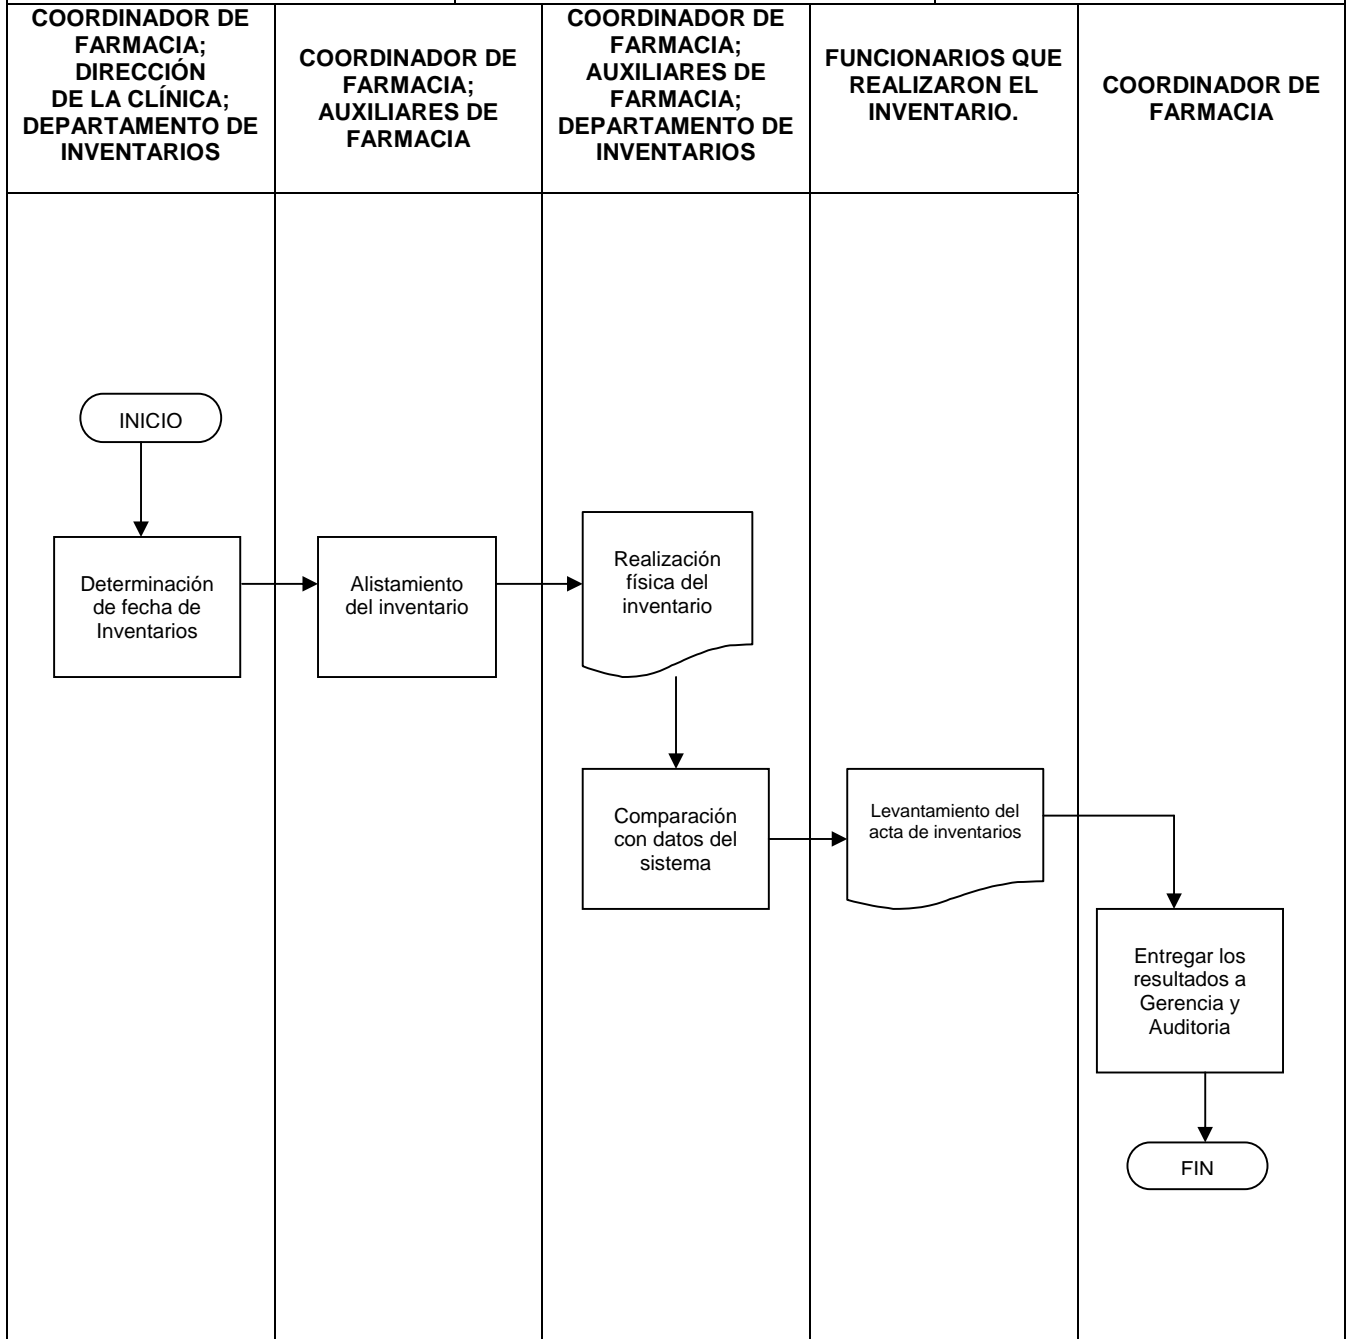 COORDINADOR DE
FARMACIA;
DIRECCIÓN
DE LA CLÍNICA;
DEPARTAMENTO DE
INVENTARIOS
COORDINADOR DE
FARMACIA;
AUXILIARES DE
FARMACIA
COORDINADOR DE
FARMACIA;
AUXILIARES DE
FARMACIA;
DEPARTAMENTO DE
INVENTARIOS
FUNCIONARIOS QUE
REALIZARON EL
INVENTARIO.
COORDINADOR DE
FARMACIA
INICIO
Determinación
de fecha de
Inventarios
Alistamiento
del inventario
Realización
física del
inventario
Comparación
con datos del
sistema
Levantamiento del
acta de inventarios
Entregar los
resultados a
Gerencia y
Auditoria
FIN